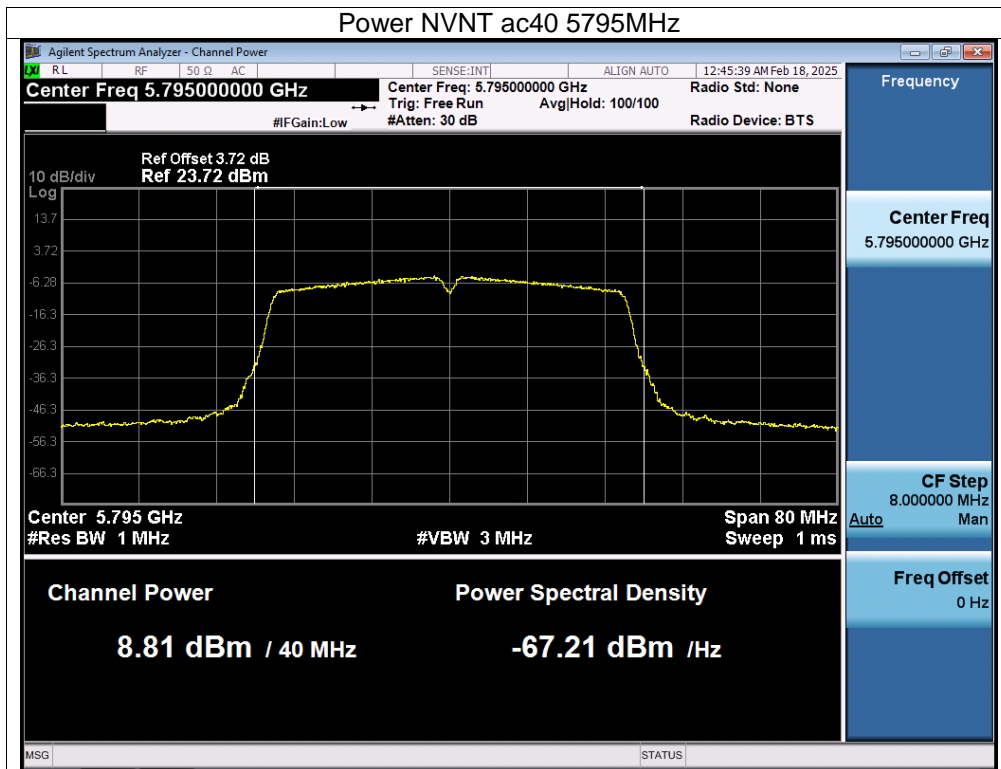 Power NVNT ac40 5795MHz
Agilent Spectrum Analyzer - Channel Power
LXI RL RF 50 Ω AC SENSE:INT ALIGN AUTO 12:45:39 AM Feb 18, 2025
Center Freq 5.795000000 GHz
#IFGain:Low
Center Freq: 5.795000000 GHz
Trig: Free Run Avg|Hold: 100/100
#Atten: 30 dB
Radio Std: None
Radio Device: BTS
Ref Offset 3.72 dB
10 dB/div Ref 23.72 dBm
Log
13.7
3.72
-6.28
-16.3
-26.3
-36.3
-46.3
-56.3
-66.3
Center 5.795 GHz Span 80 MHz
#Res BW 1 MHz #VBW 3 MHz Sweep 1 ms
Channel Power Power Spectral Density
8.81 dBm / 40 MHz -67.21 dBm /Hz
Frequency
Center Freq
5.795000000 GHz
CF Step
8.000000 MHz
Auto Man
Freq Offset
0 Hz
MSG STATUS